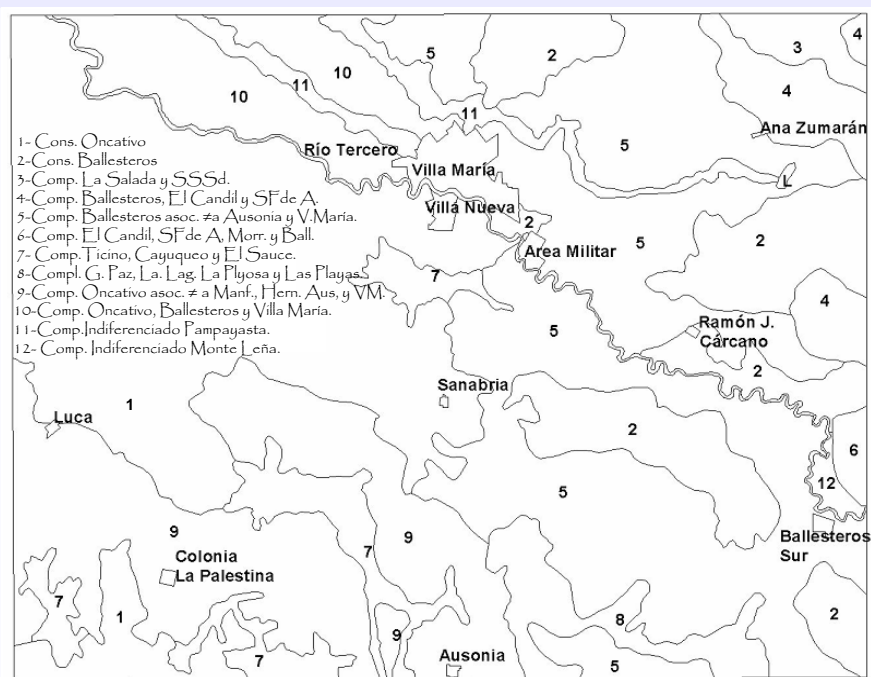 5
2
3
4
4
10
11
10
11
5
Ana Zumarán
1- Cons. Oncativo
2-Cons. Ballesteros
3-Comp. La Salada y SSSd.
4-Comp. Ballesteros, El Candil y SFde A.
5-Comp. Ballesteros asoc. ≠a Ausonia y V.María.
6-Comp. El Candil, SFde A, Morr. y Ball.
7- Comp. Ticino, Cayuqueo y El Sauce.
8-Compl. G. Paz, La. Lag. La Plyosa y Las Playas.
9-Comp. Oncativo asoc. ≠ a Manf., Hern. Aus, y VM.
10-Comp. Oncativo, Ballesteros y Villa María.
11-Comp.Indiferenciado Pampayasta.
12- Comp. Indiferenciado Monte Leña.
Río Tercero
Villa María
L
Villa Nueva
2
Area Militar
5
2
7
4
5
Ramón J.
Cárcano
2
Sanabria
1
Luca
2
6
12
5
9
7
9
Colonia
La Palestina
Ballesteros
Sur
7
1
9
8
2
7
Ausonia
5